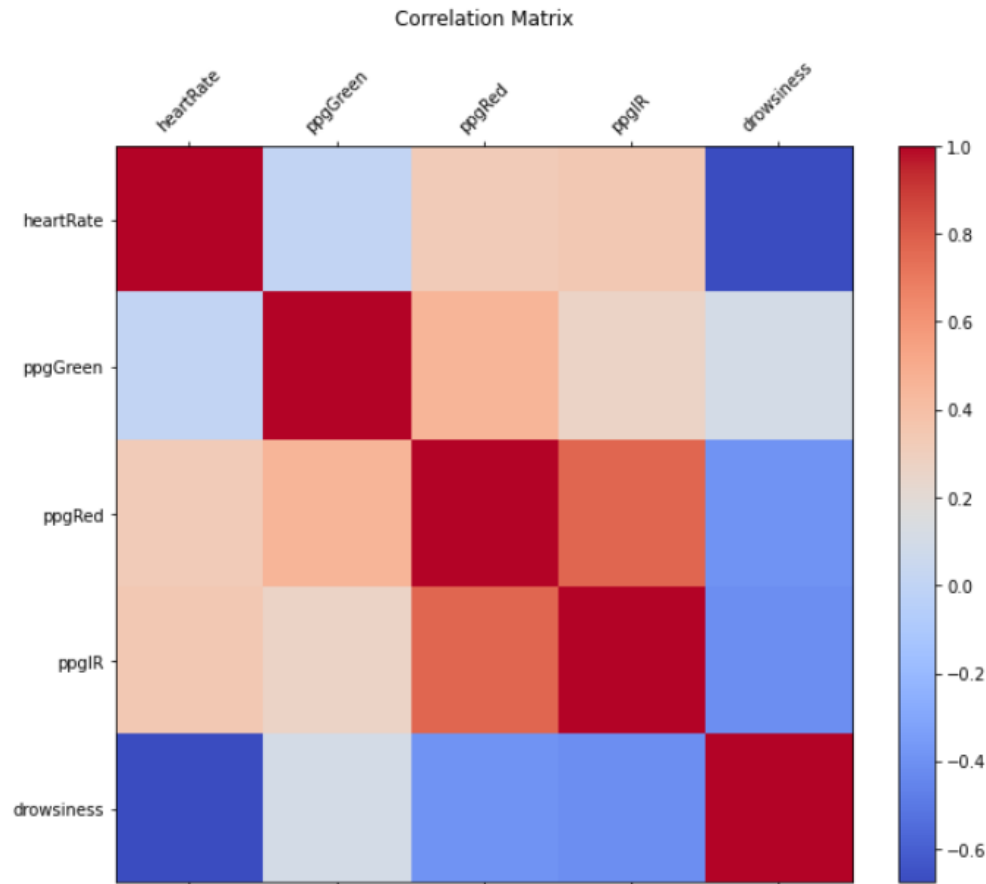 Correlation Matrix
heartRate
ppgGreen
ppgRed
ppgIR
drowsiness
heartRate
ppgGreen
ppgRed
ppgIR
drowsiness
1.0
0.8
0.6
0.4
0.2
0.0
−0.2
−0.4
−0.6